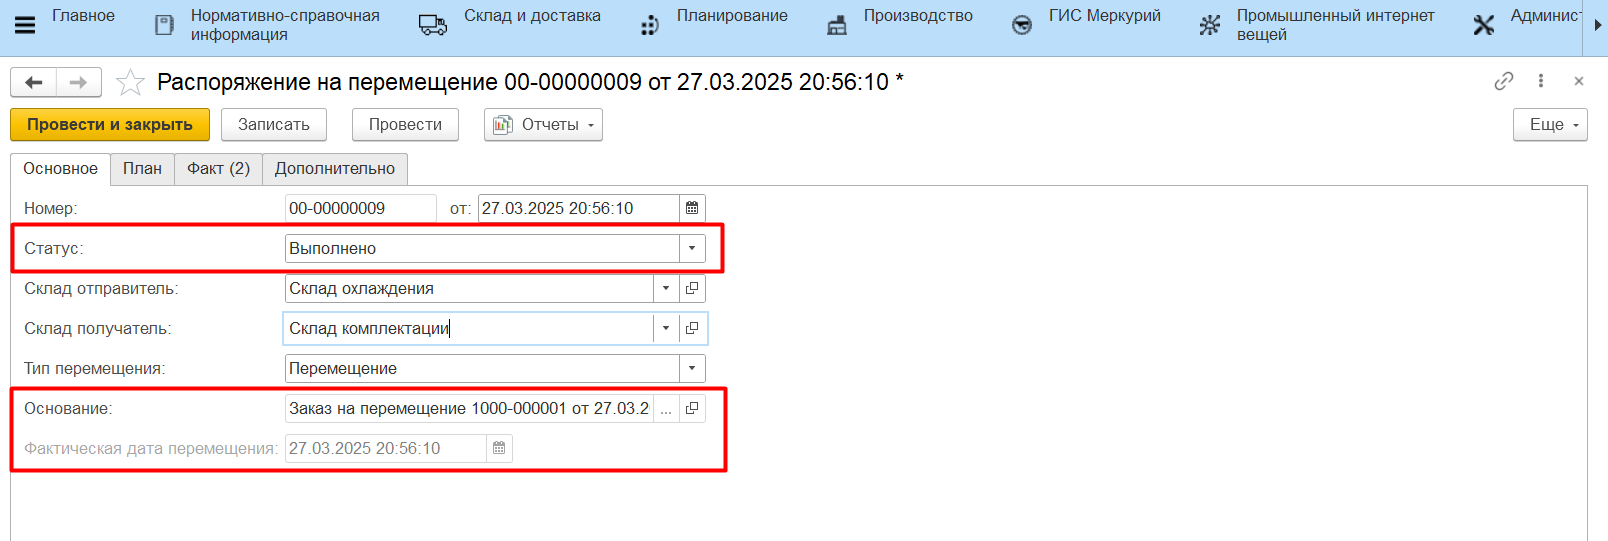 Главное
Нормативно-справочная информация
Склад и доставка
Планирование
Производство
ГИС Меркурий
Промышленный интернет вещей
Админист
Распоряжение на перемещение 00-00000009 от 27.03.2025 20:56:10 *
Провести и закрыть
Записать
Провести
Отчеты
Еще
Основное
План
Факт (2)
Дополнительно
Номер: 00-00000009 от: 27.03.2025 20:56:10
Статус: Выполнено
Склад отправитель: Склад охлаждения
Склад получатель: Склад комплектации
Тип перемещения: Перемещение
Основание: Заказ на перемещение 1000-000001 от 27.03.2 ...
Фактическая дата перемещения: 27.03.2025 20:56:10